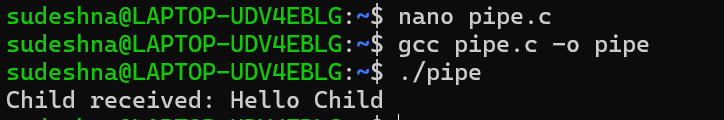 sudeshna@LAPTOP-UDV4EBLG:~$ nano pipe.c
sudeshna@LAPTOP-UDV4EBLG:~$ gcc pipe.c -o pipe
sudeshna@LAPTOP-UDV4EBLG:~$ ./pipe
Child received: Hello Child